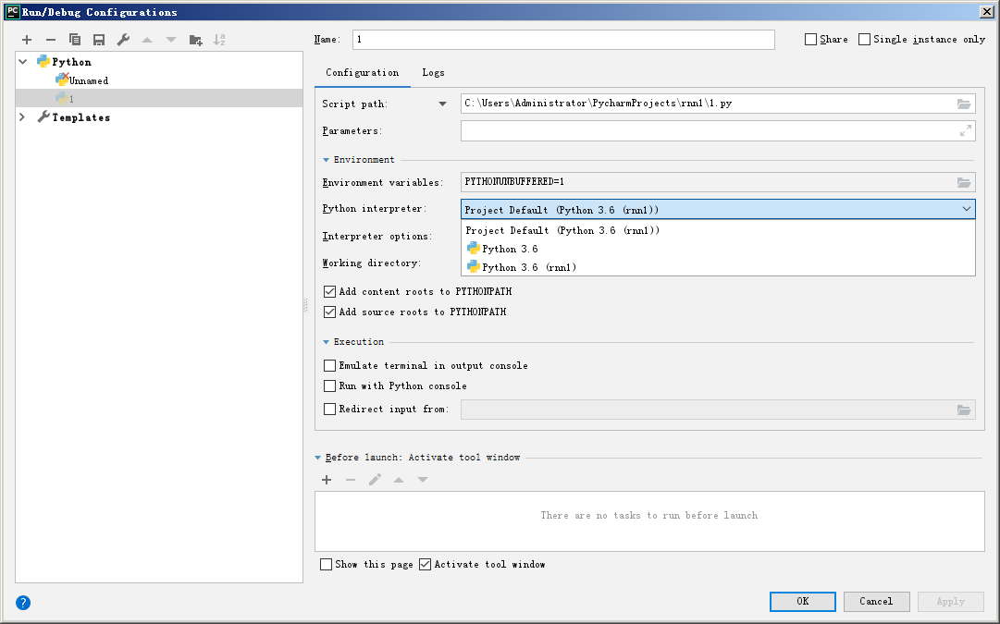 PC Run/Debug Configurations
Name: 1
Share
Single instance only
Python
Unnamed
1
Templates
Configuration Logs
Script path: C:\Users\Administrator\PycharmProjects\rnn1\1.py
Parameters:
Environment
Environment variables: PYTHONUNBUFFERED=1
Python interpreter: Project Default (Python 3.6 (rnn1))
Project Default (Python 3.6 (rnn1))
Interpreter options:
Python 3.6
Working directory:
Python 3.6 (rnn1)
Add content roots to PYTHONPATH
Add source roots to PYTHONPATH
Execution
Emulate terminal in output console
Run with Python console
Redirect input from:
Before launch: Activate tool window
There are no tasks to run before launch
Show this page Activate tool window
? OK Cancel Apply